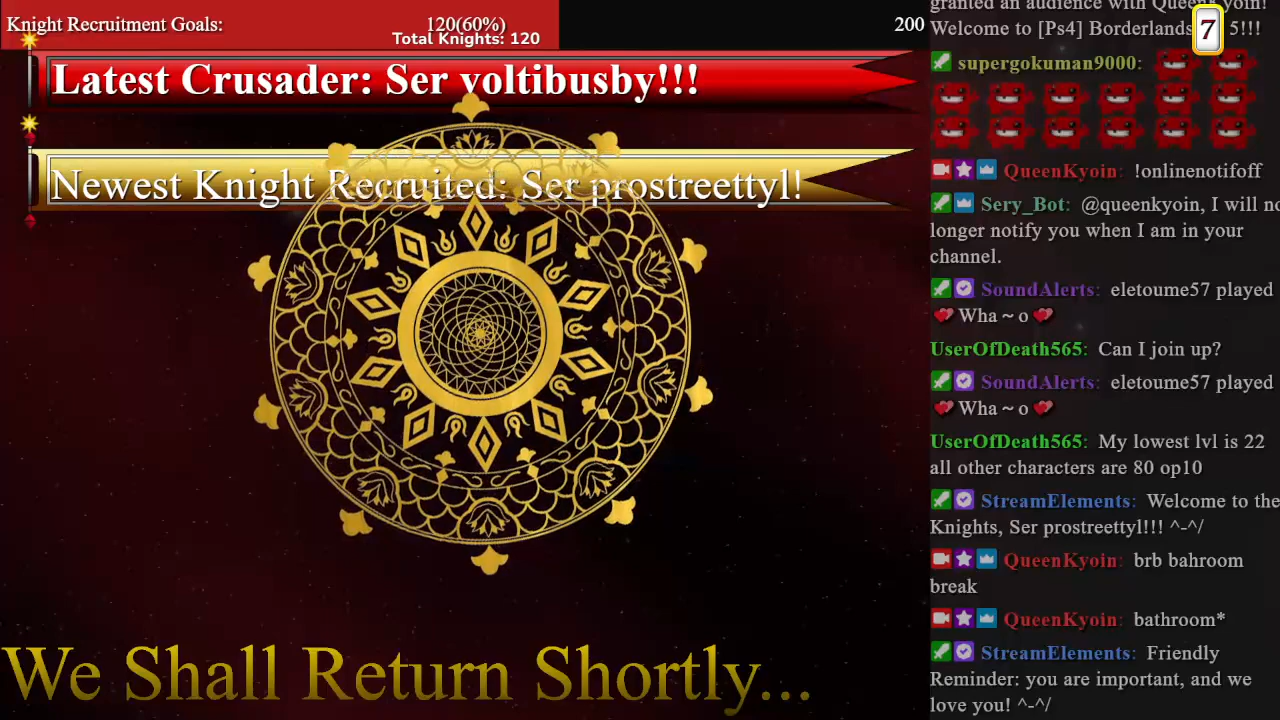 Knight Recruitment Goals:
120(60%)
200
Total Knights: 120
Latest Crusader: Ser voltibusby!!!
Newest Knight Recruited: Ser prostreettyl!
We Shall Return Shortly...
granted an audience with QueenKyoin!
Welcome to [Ps4] Borderlands 5!!!
7
supergokuman9000:
QueenKyoin: !onlinenotifoff
Sery_Bot: @queenkyoin, I will no
longer notify you when I am in your
channel.
SoundAlerts: eletoume57 played
Wha ~ o
UserOfDeath565: Can I join up?
SoundAlerts: eletoume57 played
Wha ~ o
UserOfDeath565: My lowest lvl is 22
all other characters are 80 op10
StreamElements: Welcome to the
Knights, Ser prostreettyl!!! ^-^/
QueenKyoin: brb bahroom
break
QueenKyoin: bathroom*
StreamElements: Friendly
Reminder: you are important, and we
love you! ^-^/